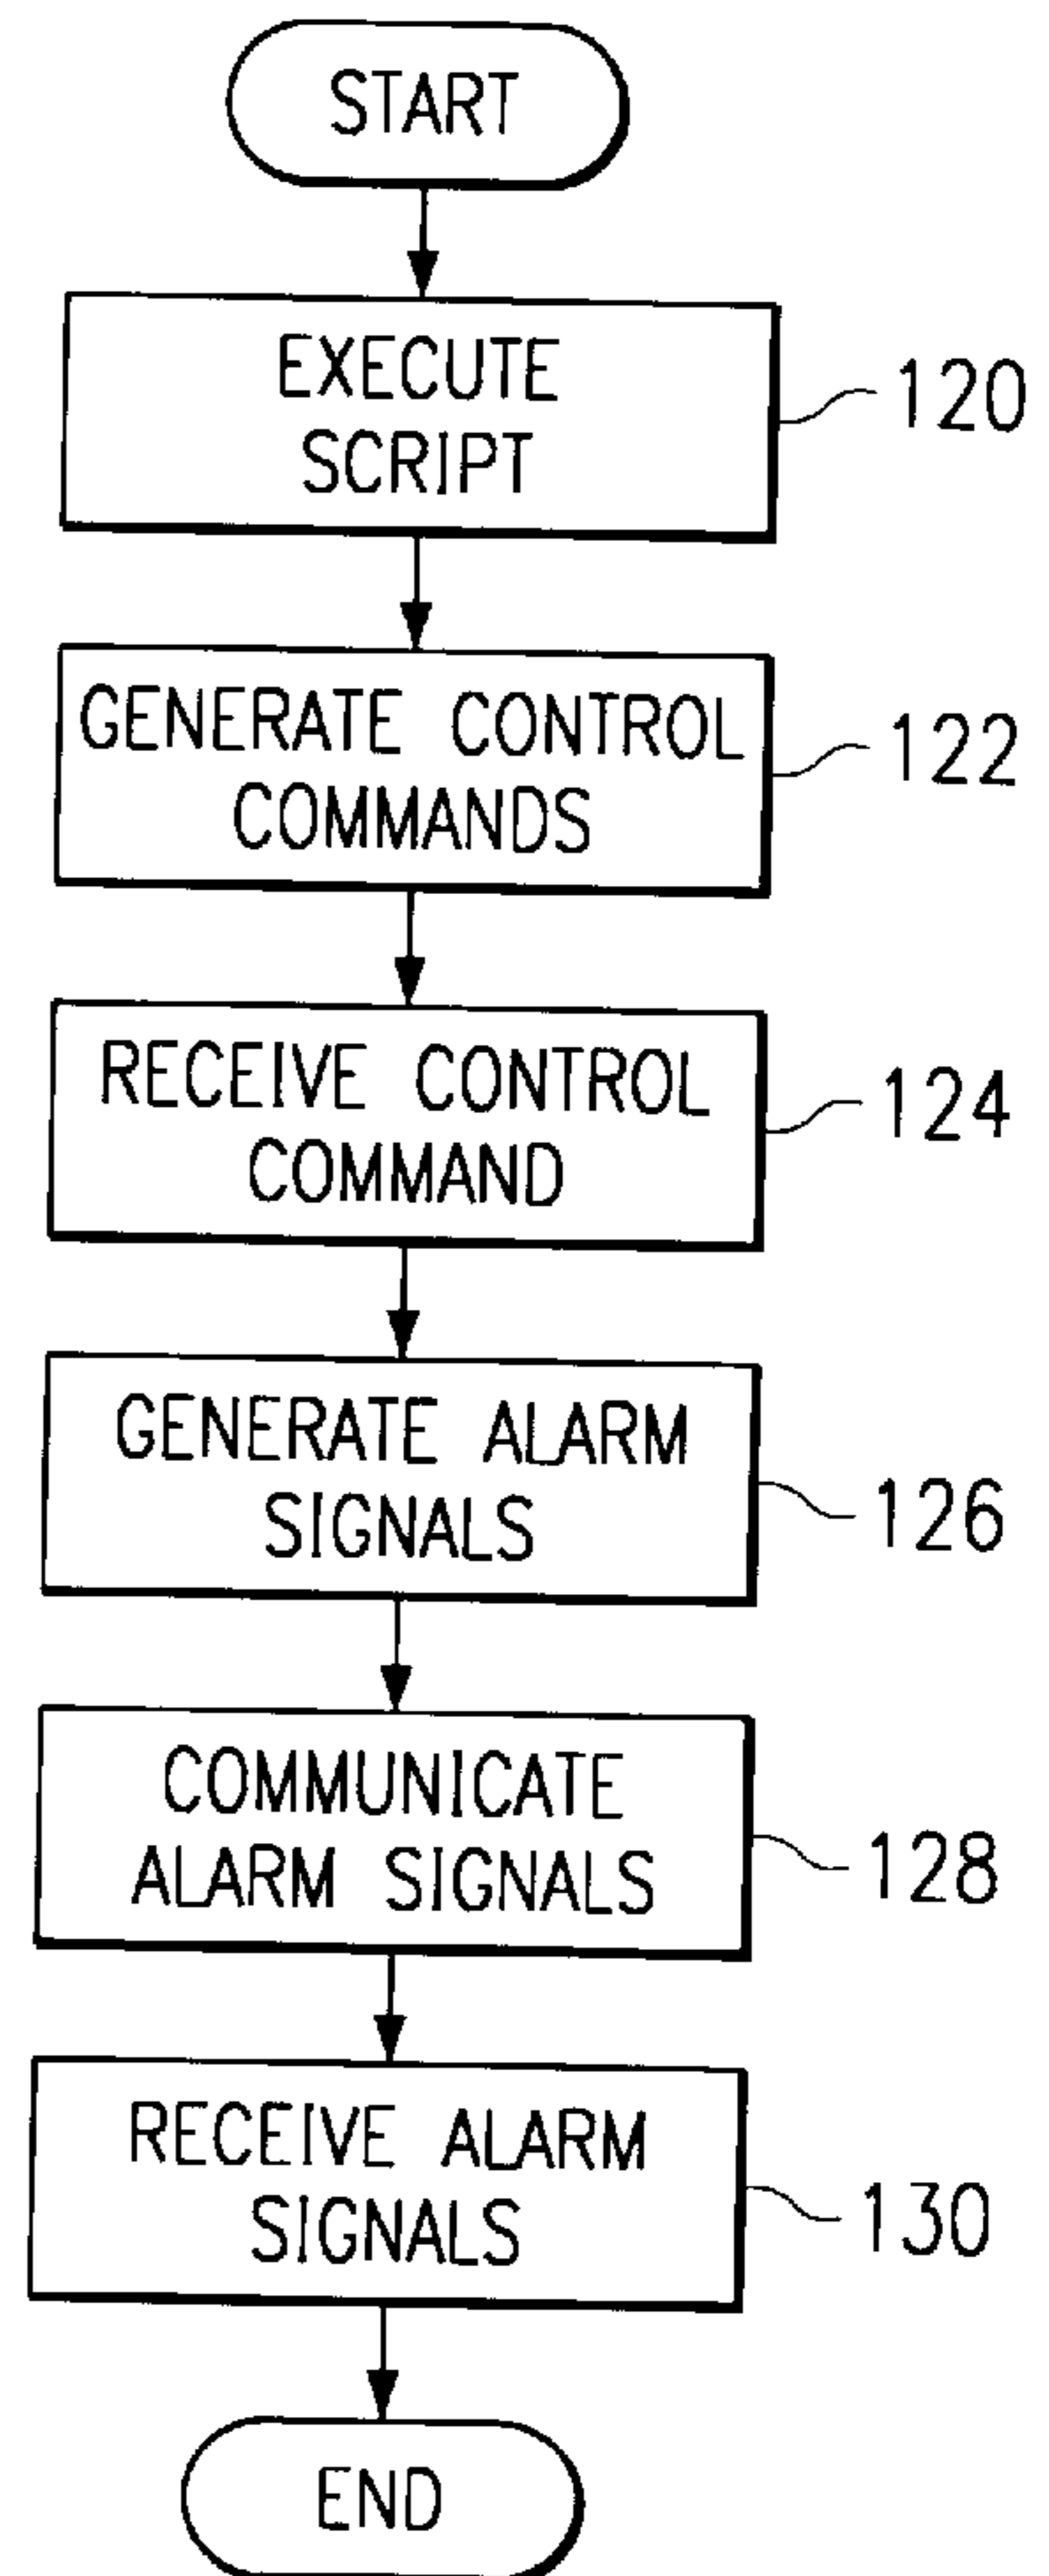 START
EXECUTE
SCRIPT
120
GENERATE CONTROL
COMMANDS
122
RECEIVE CONTROL
COMMAND
124
GENERATE ALARM
SIGNALS
126
COMMUNICATE
ALARM SIGNALS
128
RECEIVE ALARM
SIGNALS
130
END